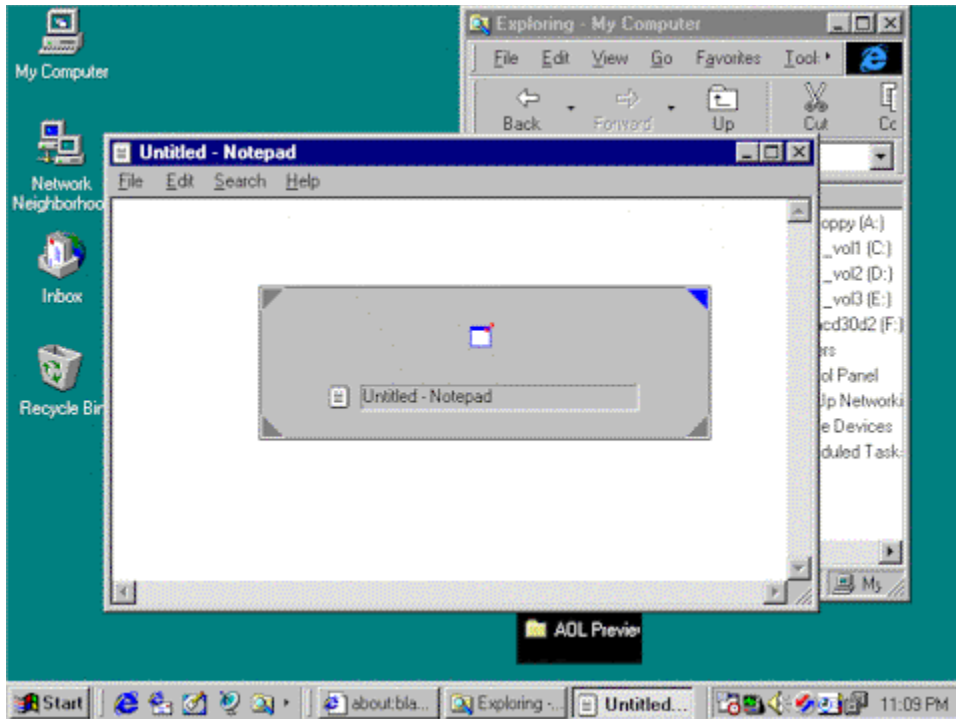 My Computer
Network
Neighborhoo
Inbox
Recycle Bin
Exploring - My Computer
File Edit View Go Favorites Tool
Back Forward Up Cut Cc
Untitled - Notepad
File Edit Search Help
Untitled - Notepad
oppy (A:)
_vol1 (C:)
_vol2 (D:)
_vol3 (E:)
cd30d2 (F:)
ers
ol Panel
Up Networki
e Devices
duled Task
My
AOL Preview
Start about:bla... Exploring -... Untitled... 11:09 PM